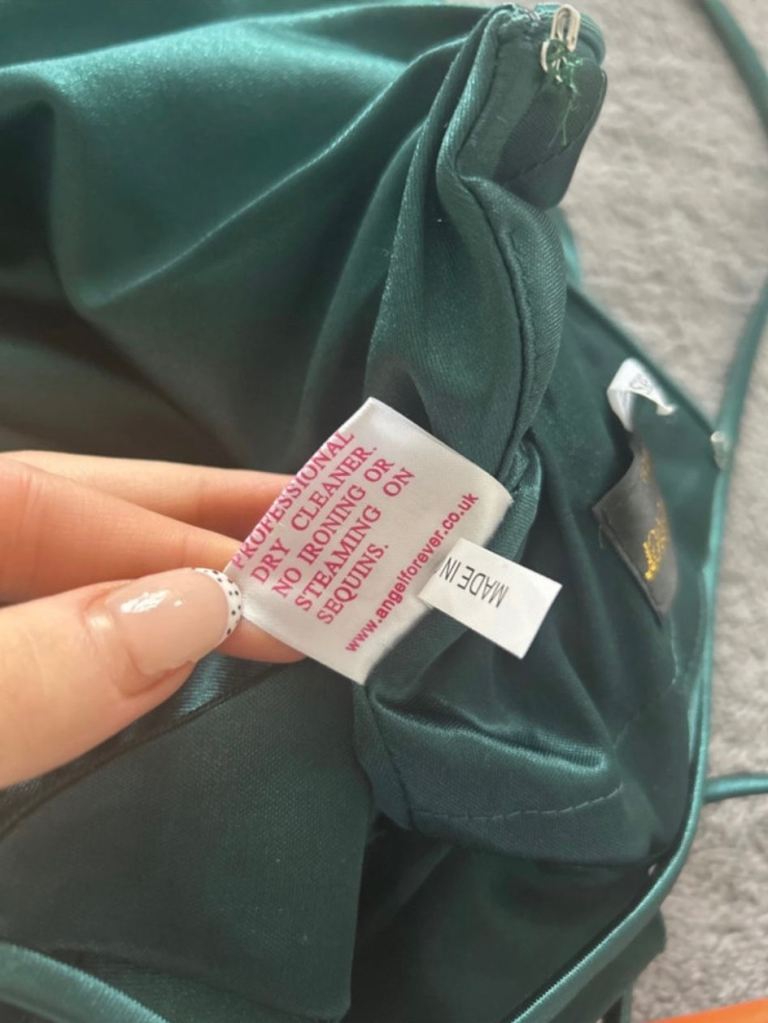 PROFESSIONAL
DRY CLEANER.
NO IRONING OR
STEAMING ON
SEQUINS.
www.angelforever.co.uk
MADE IN